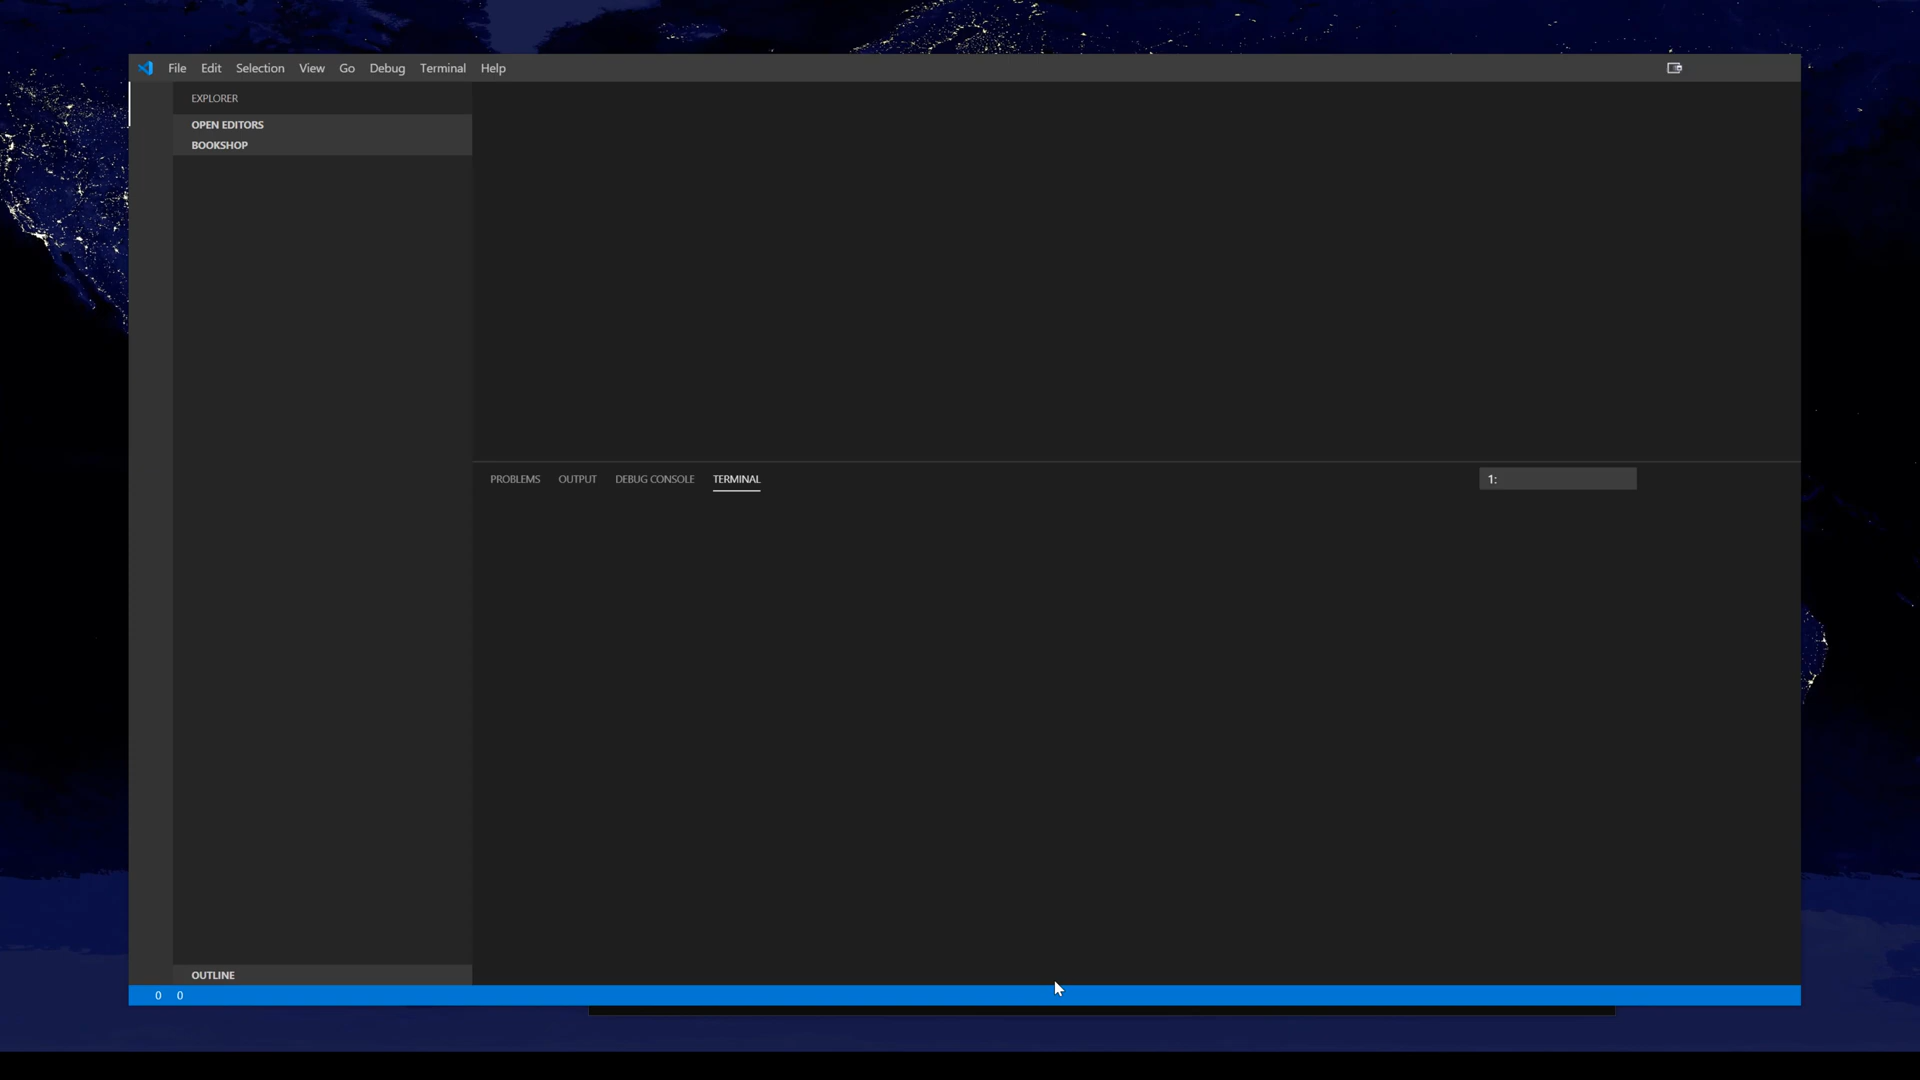 File Edit Selection View Go Debug Terminal Help
EXPLORER
OPEN EDITORS
BOOKSHOP
PROBLEMS OUTPUT DEBUG CONSOLE TERMINAL 1:
OUTLINE
0 0